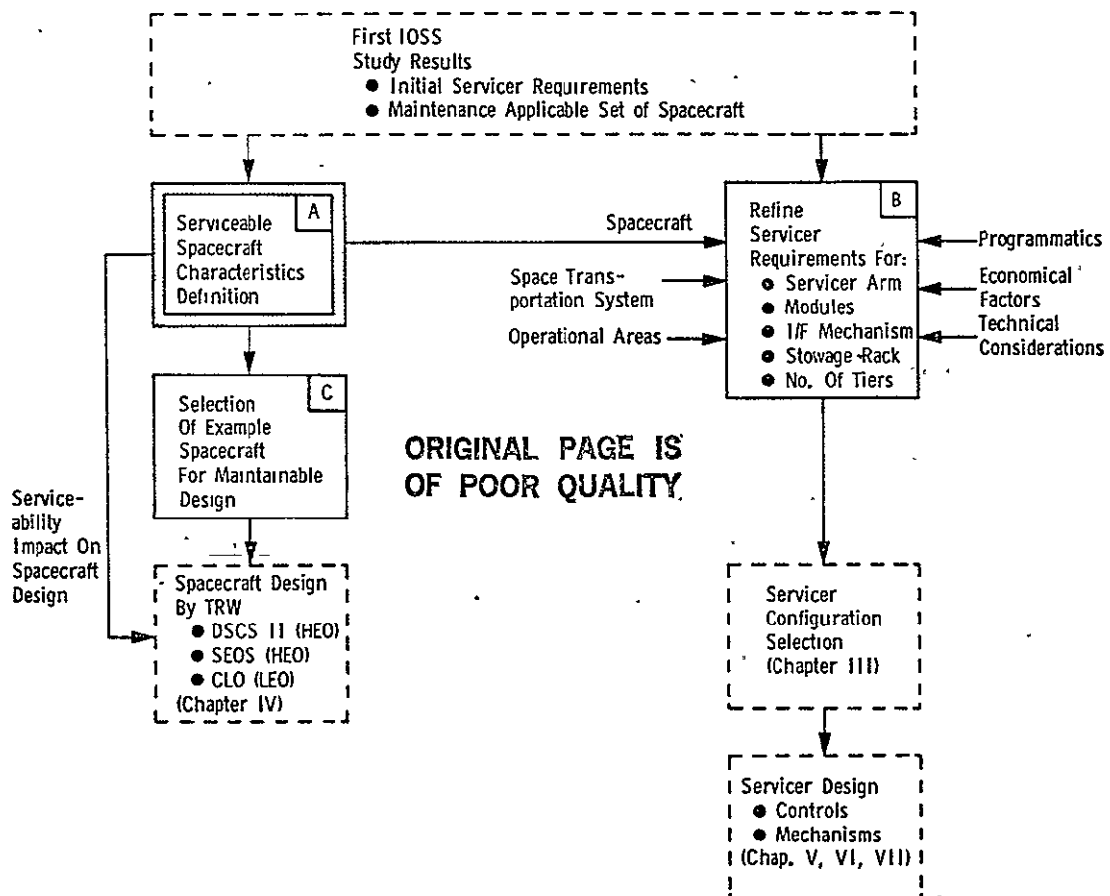 First IOSS
Study Results
● Initial Servicer Requirements
● Maintenance Applicable Set of Spacecraft
A
Serviceable
Spacecraft
Characteristics
Definition
Spacecraft
Space Trans-
portation System
Operational Areas
B
Refine
Servicer
Requirements For:
● Servicer Arm
● Modules
● I/F Mechanism
● Stowage-Rack
● No. Of Tiers
Programmatics
Economical
Factors
Technical
Considerations
C
Selection
Of Example
Spacecraft
For Maintainable
Design
ORIGINAL PAGE IS
OF POOR QUALITY
Service-
ability
Impact On
Spacecraft
Design
Spacecraft Design
By TRW
● DSCS II (HEO)
● SEOS (HEO)
● CLO (LEO)
(Chapter IV)
Servicer
Configuration
Selection
(Chapter III)
Servicer Design
● Controls
● Mechanisms
(Chap. V, VI, VII)